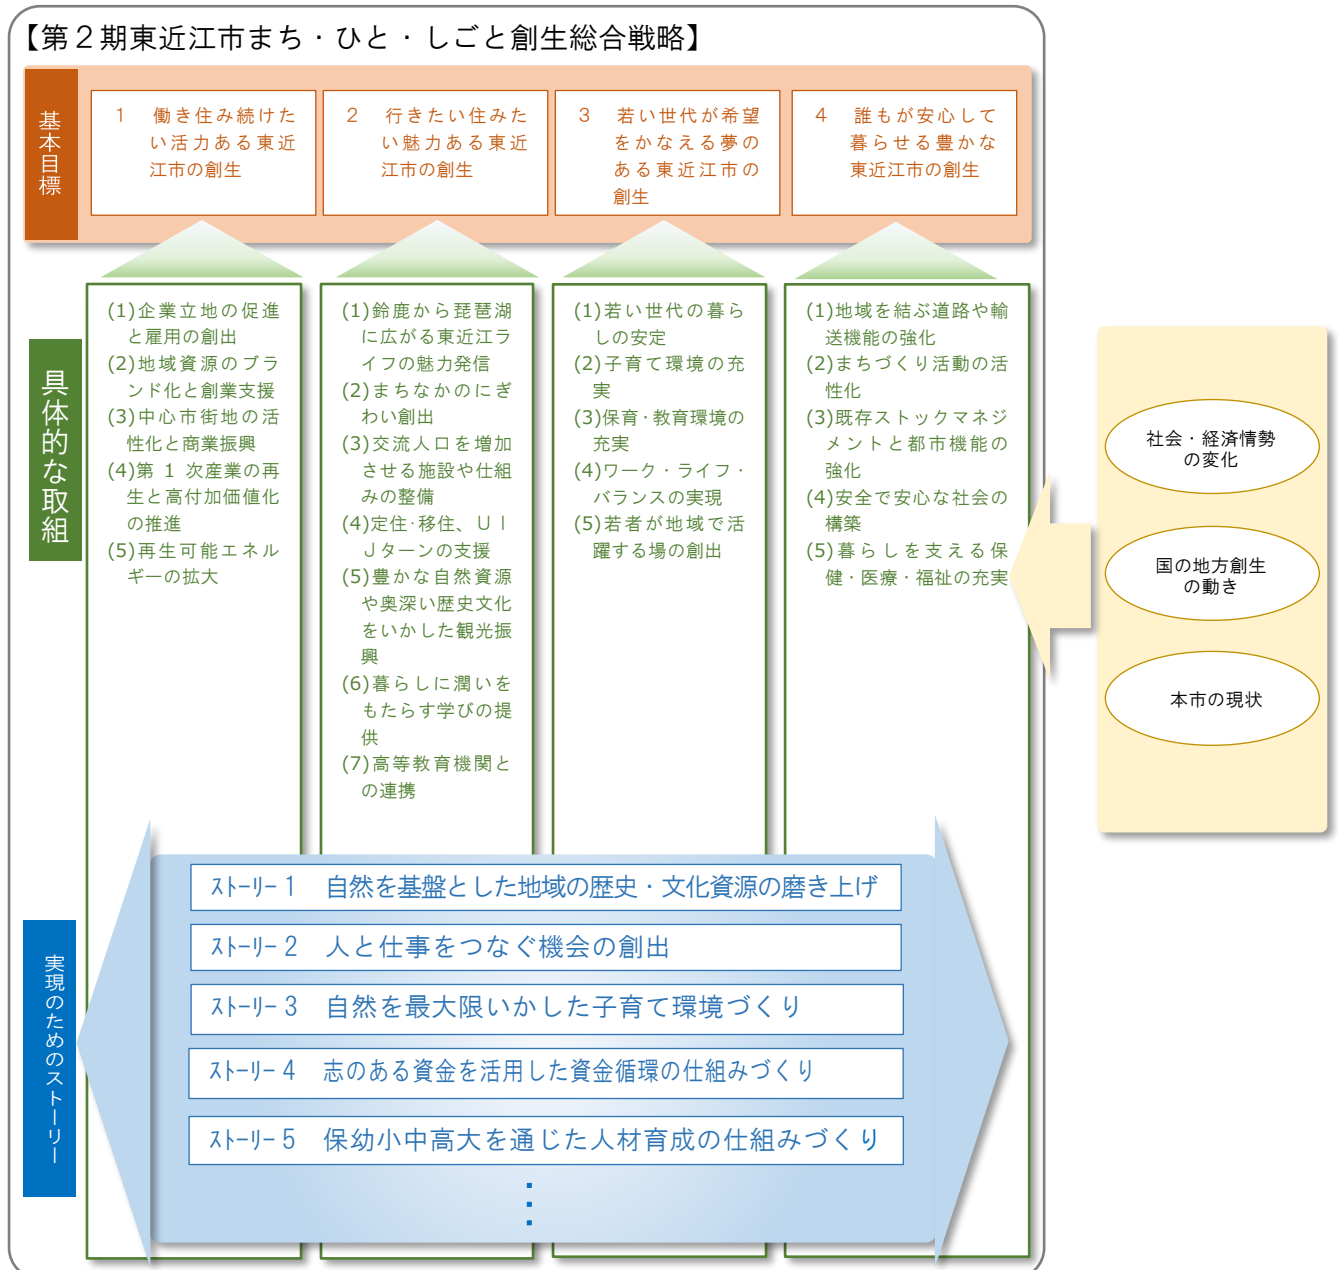 【第２期東近江市まち・ひと・しごと創生総合戦略】
基本目標
１　働き住み続けた
い活力ある東近
江市の創生
２　行きたい住みた
い魅力ある東近
江市の創生
３　若い世代が希望
をかなえる夢の
ある東近江市の
創生
４　誰もが安心して
暮らせる豊かな
東近江市の創生
具体的な取組
(1)企業立地の促進
と雇用の創出
(2)地域資源のブラ
ンド化と創業支援
(3)中心市街地の活
性化と商業振興
(4)第 1 次産業の再
生と高付加価値化
の推進
(5)再生可能エネル
ギーの拡大
(1)鈴鹿から琵琶湖
に広がる東近江ラ
イフの魅力発信
(2)まちなかのにぎ
わい創出
(3)交流人口を増加
させる施設や仕組
みの整備
(4)定住･移住、ＵＩ
Ｊターンの支援
(5)豊かな自然資源
や奥深い歴史文化
をいかした観光振
興
(6)暮らしに潤いを
もたらす学びの提
供
(7)高等教育機関と
の連携
(1)若い世代の暮ら
しの安定
(2)子育て環境の充
実
(3)保育･教育環境の
充実
(4)ワーク・ライフ・
バランスの実現
(5)若者が地域で活
躍する場の創出
(1)地域を結ぶ道路や輸
送機能の強化
(2)まちづくり活動の活
性化
(3)既存ストックマネジ
メントと都市機能の
強化
(4)安全で安心な社会の
構築
(5)暮らしを支える保
健・医療・福祉の充実
社会・経済情勢
の変化
国の地方創生
の動き
本市の現状
実現のためのストーリー
ｽﾄｰﾘｰ１　自然を基盤とした地域の歴史・文化資源の磨き上げ
ｽﾄｰﾘｰ２　人と仕事をつなぐ機会の創出
ｽﾄｰﾘｰ３　自然を最大限いかした子育て環境づくり
ｽﾄｰﾘｰ４　志のある資金を活用した資金循環の仕組みづくり
ｽﾄｰﾘｰ５　保幼小中高大を通じた人材育成の仕組みづくり